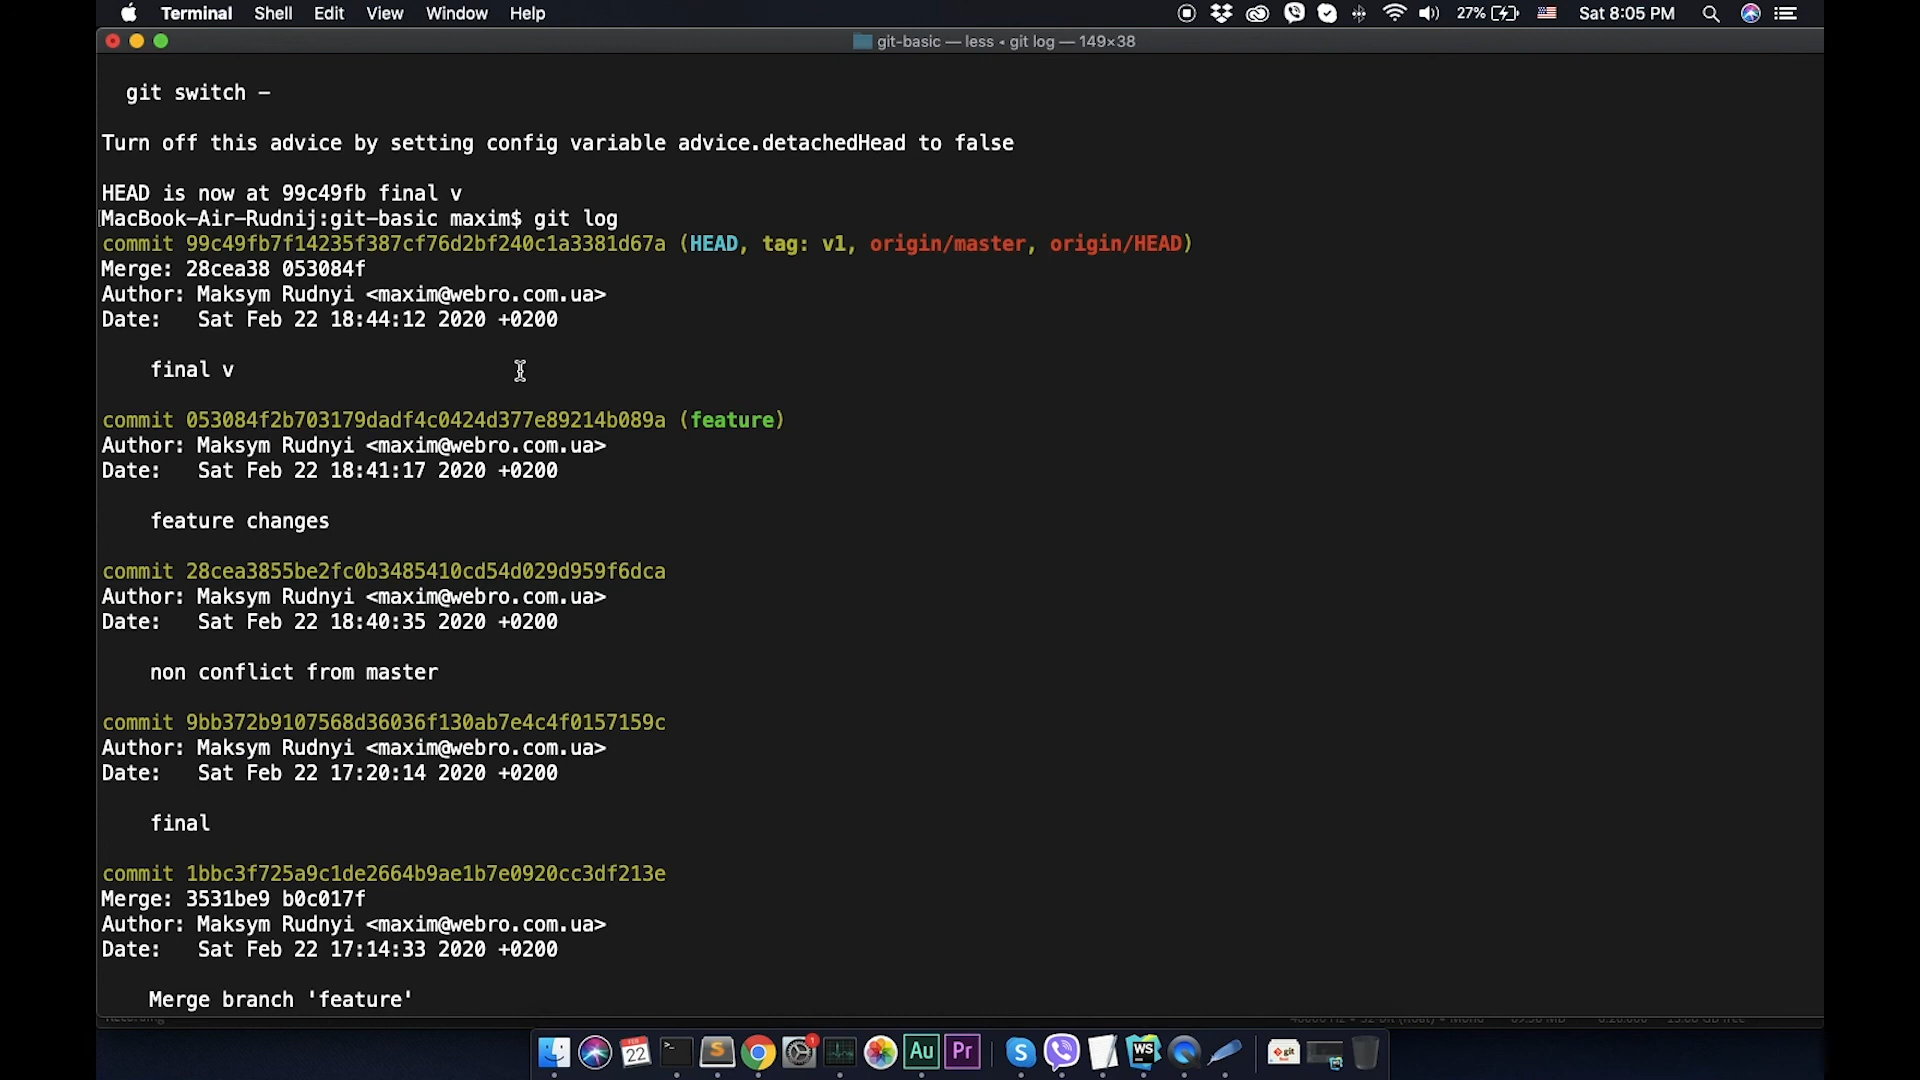 Terminal Shell Edit View Window Help 27% Sat 8:05 PM
git-basic — less ◂ git log — 149×38
git switch -
Turn off this advice by setting config variable advice.detachedHead to false
HEAD is now at 99c49fb final v
MacBook-Air-Rudnij:git-basic maxim$ git log
commit 99c49fb7f14235f387cf76d2bf240c1a3381d67a (HEAD, tag: v1, origin/master, origin/HEAD)
Merge: 28cea38 053084f
Author: Maksym Rudnyi <maxim@webro.com.ua>
Date:   Sat Feb 22 18:44:12 2020 +0200
final v
commit 053084f2b703179dadf4c0424d377e89214b089a (feature)
Author: Maksym Rudnyi <maxim@webro.com.ua>
Date:   Sat Feb 22 18:41:17 2020 +0200
feature changes
commit 28cea3855be2fc0b3485410cd54d029d959f6dca
Author: Maksym Rudnyi <maxim@webro.com.ua>
Date:   Sat Feb 22 18:40:35 2020 +0200
non conflict from master
commit 9bb372b9107568d36036f130ab7e4c4f0157159c
Author: Maksym Rudnyi <maxim@webro.com.ua>
Date:   Sat Feb 22 17:20:14 2020 +0200
final
commit 1bbc3f725a9c1de2664b9ae1b7e0920cc3df213e
Merge: 3531be9 b0c017f
Author: Maksym Rudnyi <maxim@webro.com.ua>
Date:   Sat Feb 22 17:14:33 2020 +0200
Merge branch 'feature'
FEB 22 >_ S 1 Au Pr S WS git